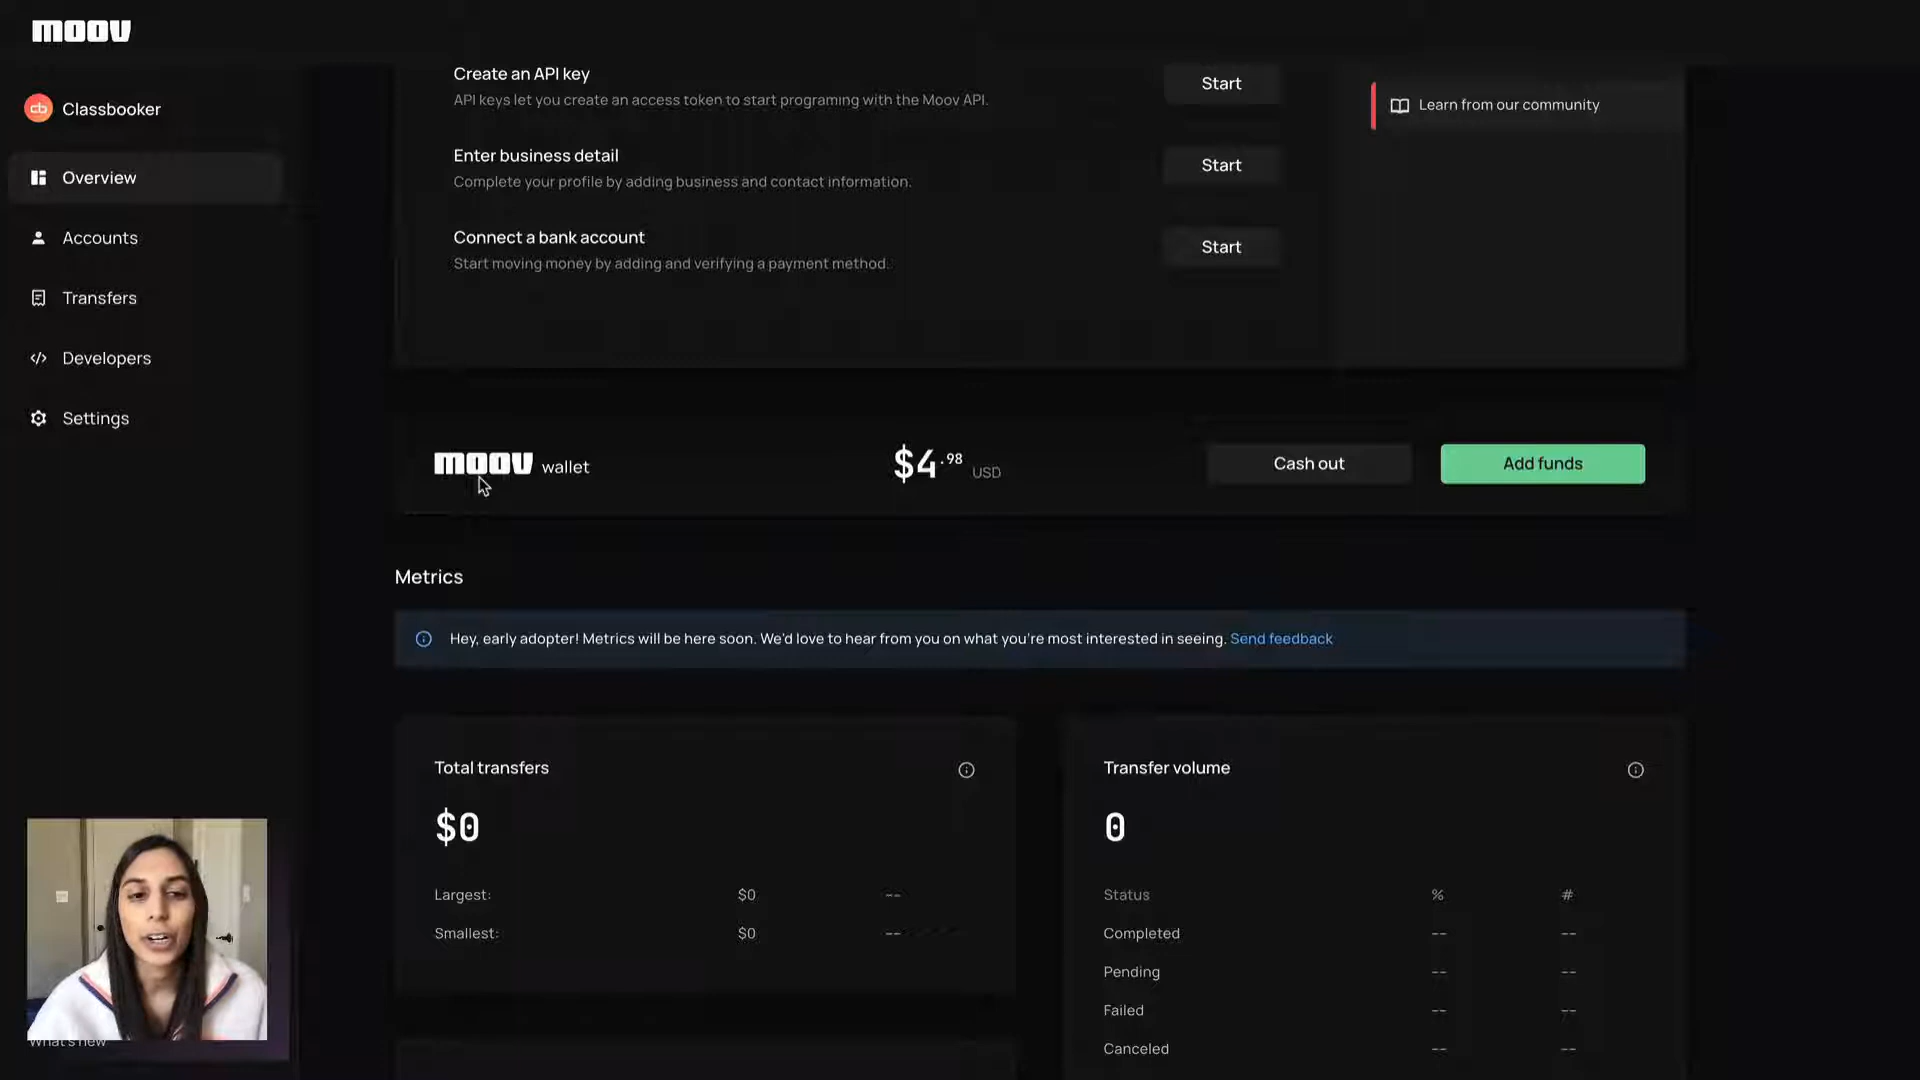 moov
Classbooker
Overview
Accounts
Transfers
Developers
Settings
What's new
Create an API key
API keys let you create an access token to start programing with the Moov API.
Start
Enter business detail
Complete your profile by adding business and contact information.
Start
Connect a bank account
Start moving money by adding and verifying a payment method.
Start
Learn from our community
moov wallet
$4.98 USD
Cash out
Add funds
Metrics
Hey, early adopter! Metrics will be here soon. We'd love to hear from you on what you're most interested in seeing. Send feedback
Total transfers
$0
Largest: $0 --
Smallest: $0 --
Transfer volume
0
Status % #
Completed -- --
Pending -- --
Failed -- --
Canceled -- --